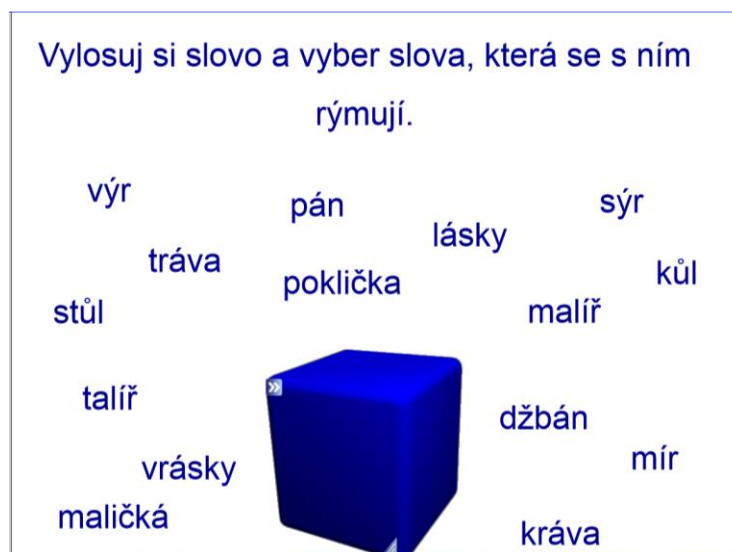 Vylosuj si slovo a vyber slova, která se s ním
rýmují.
výr
pán
sýr
lásky
tráva
poklička
kůl
stůl
malíř
talíř
džbán
vrásky
mír
maličká
kráva